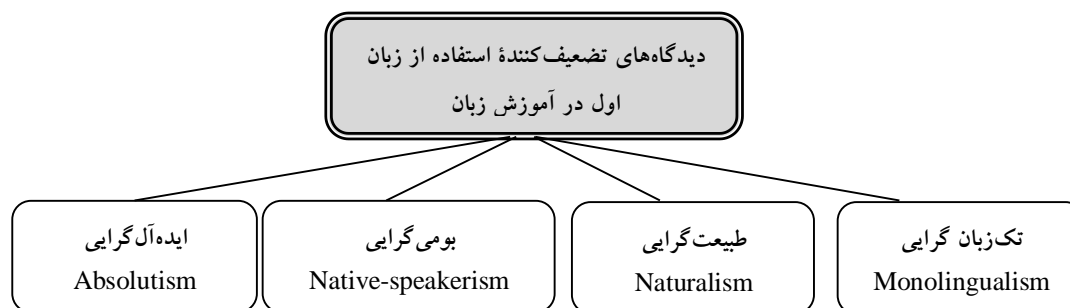 دیدگاه‌های تضعیف‌کنندهٔ استفاده از زبان
اول در آموزش زبان
تک‌زبان گرایی
Monolingualism
طبیعت‌گرایی
Naturalism
بومی‌گرایی
Native-speakerism
ایده‌آل‌گرایی
Absolutism